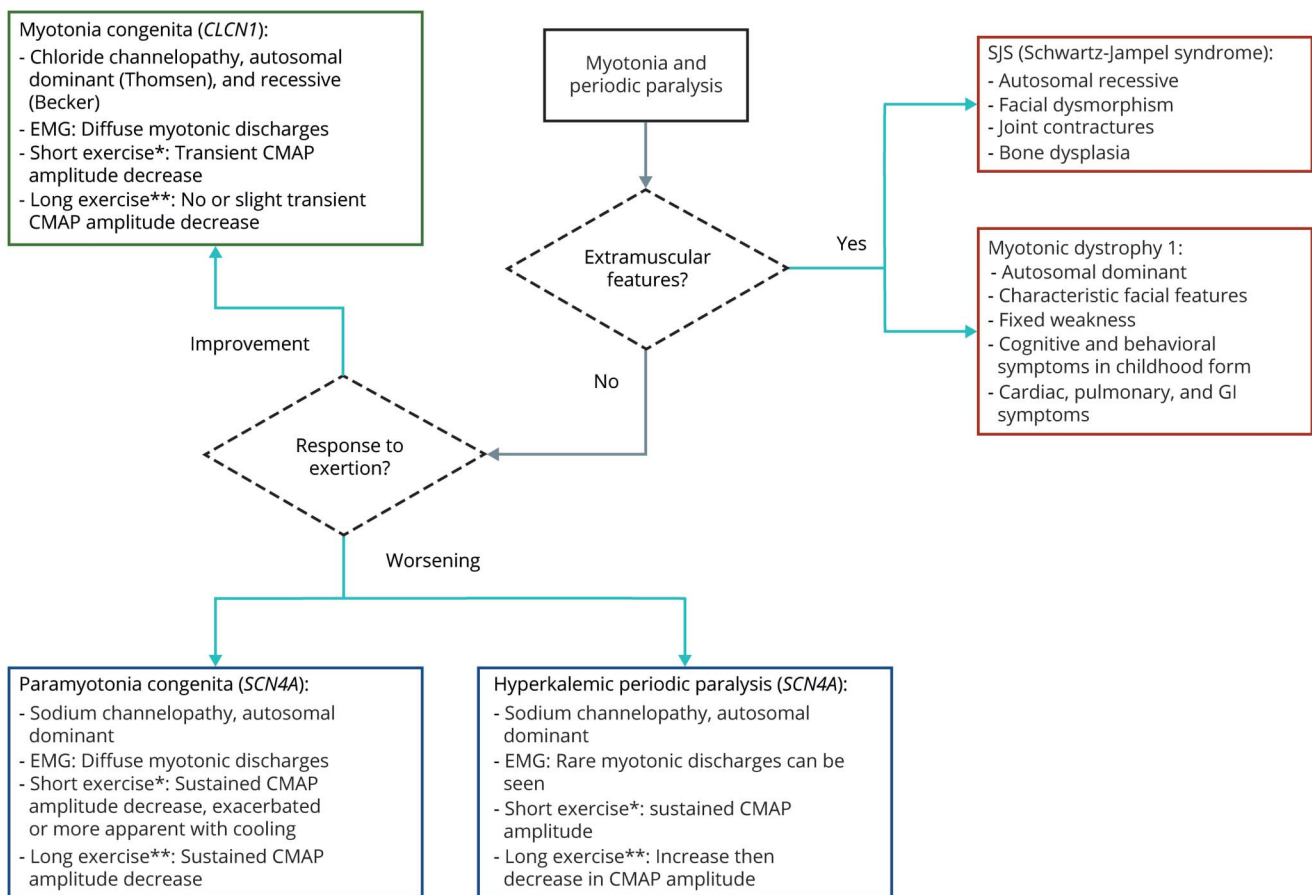 Myotonia congenita (CLCN1):
- Chloride channelopathy, autosomal
dominant (Thomsen), and recessive
(Becker)
- EMG: Diffuse myotonic discharges
- Short exercise*: Transient CMAP
amplitude decrease
- Long exercise**: No or slight transient
CMAP amplitude decrease
Myotonia and
periodic paralysis
SJS (Schwartz-Jampel syndrome):
- Autosomal recessive
- Facial dysmorphism
- Joint contractures
- Bone dysplasia
Extramuscular
features?
Yes
Myotonic dystrophy 1:
- Autosomal dominant
- Characteristic facial features
- Fixed weakness
- Cognitive and behavioral
symptoms in childhood form
- Cardiac, pulmonary, and GI
symptoms
No
Improvement
Response to
exertion?
Worsening
Paramyotonia congenita (SCN4A):
- Sodium channelopathy, autosomal
dominant
- EMG: Diffuse myotonic discharges
- Short exercise*: Sustained CMAP
amplitude decrease, exacerbated
or more apparent with cooling
- Long exercise**: Sustained CMAP
amplitude decrease
Hyperkalemic periodic paralysis (SCN4A):
- Sodium channelopathy, autosomal
dominant
- EMG: Rare myotonic discharges can be
seen
- Short exercise*: sustained CMAP
amplitude
- Long exercise**: Increase then
decrease in CMAP amplitude